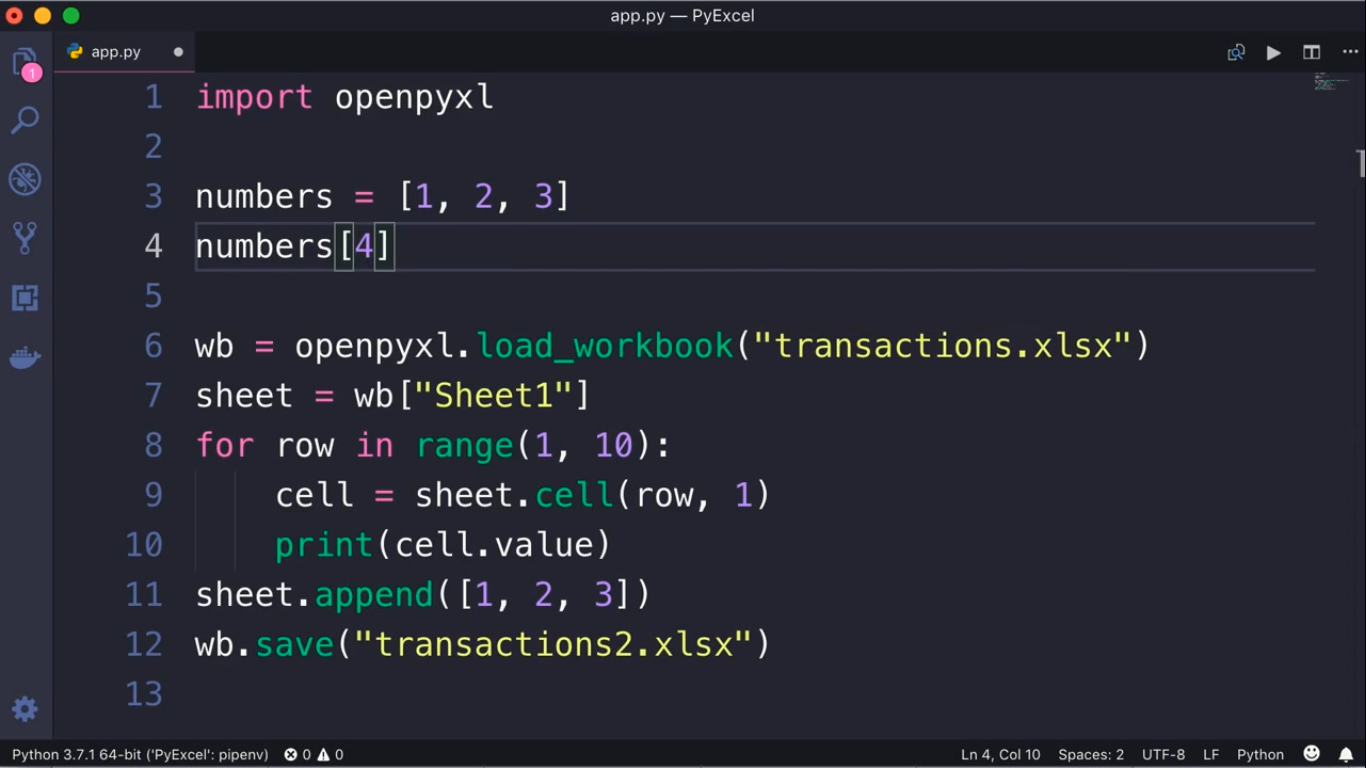 app.py — PyExcel
app.py
1
1 import openpyxl
2
3 numbers = [1, 2, 3]
4 numbers[4]
5
6 wb = openpyxl.load_workbook("transactions.xlsx")
7 sheet = wb["Sheet1"]
8 for row in range(1, 10):
9     cell = sheet.cell(row, 1)
10     print(cell.value)
11 sheet.append([1, 2, 3])
12 wb.save("transactions2.xlsx")
13
Python 3.7.1 64-bit ('PyExcel': pipenv) 0 0 Ln 4, Col 10 Spaces: 2 UTF-8 LF Python